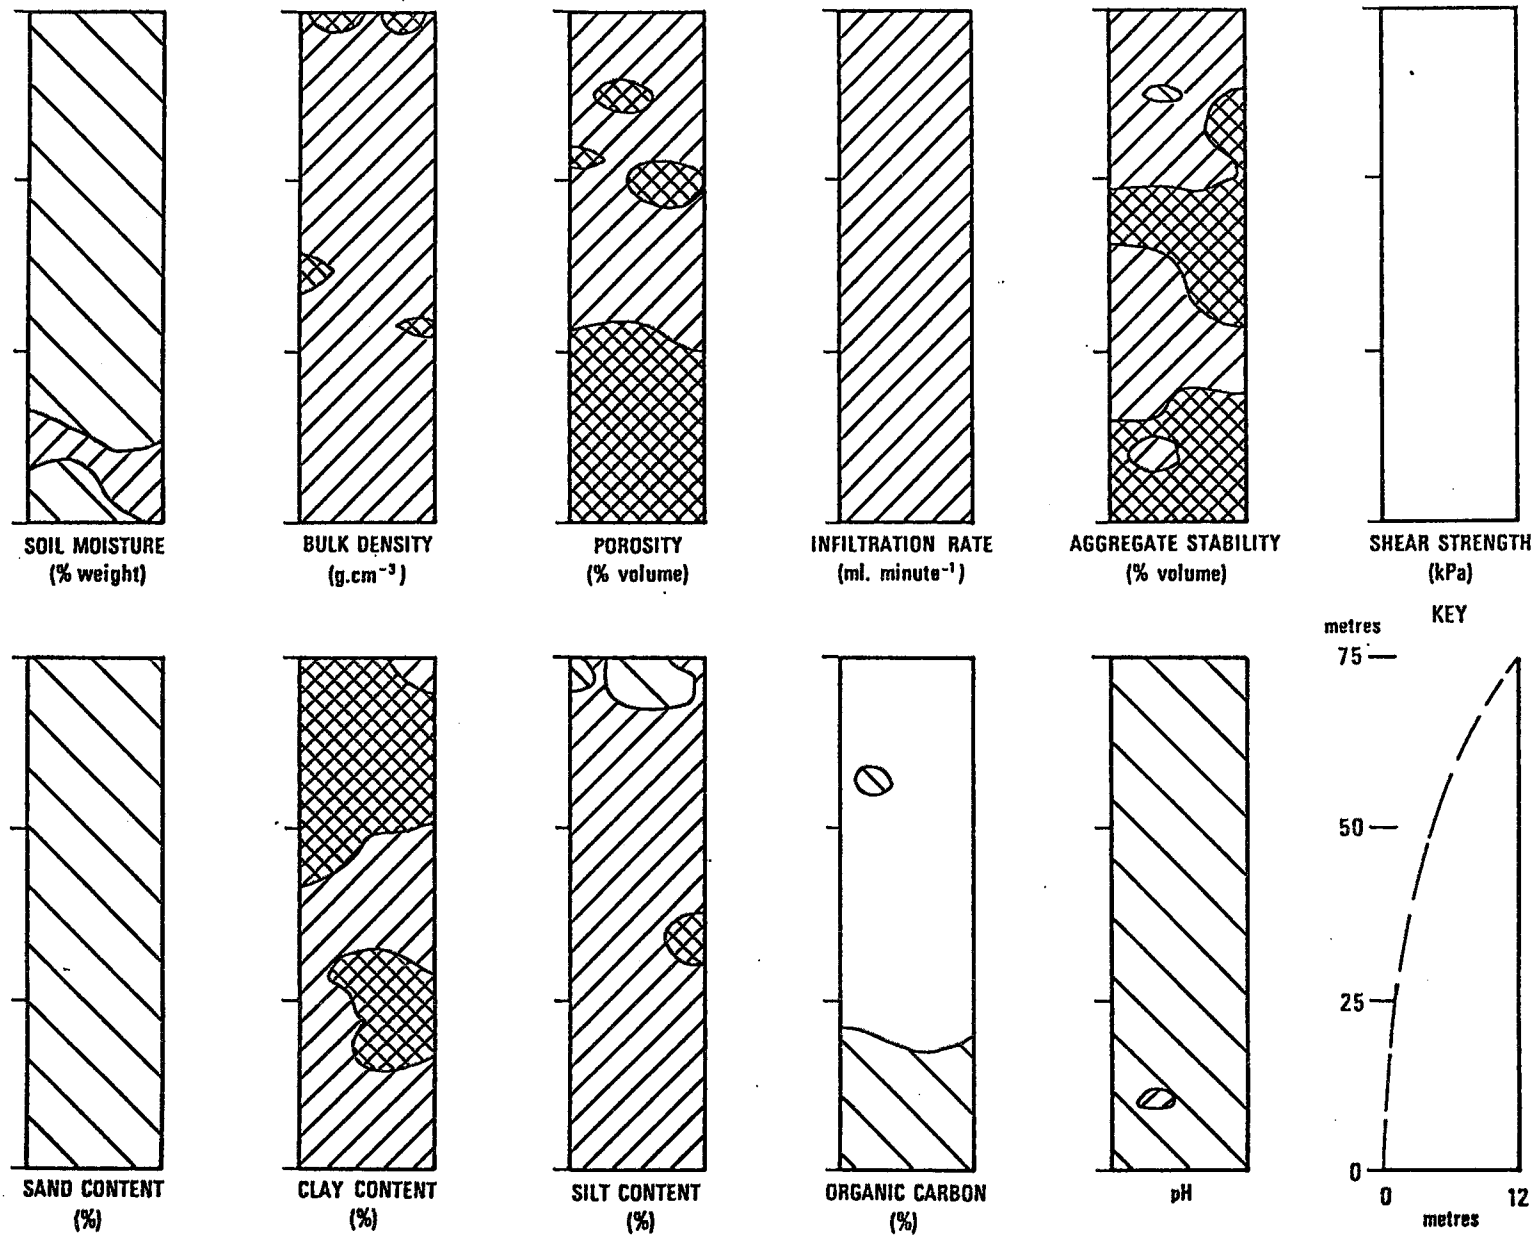 SOIL MOISTURE
(% weight)
BULK DENSITY
(g.cm⁻³)
POROSITY
(% volume)
INFILTRATION RATE
(ml. minute⁻¹)
AGGREGATE STABILITY
(% volume)
SHEAR STRENGTH
(kPa)
KEY
metres
75
50
25
0
0 12
metres
SAND CONTENT
(%)
CLAY CONTENT
(%)
SILT CONTENT
(%)
ORGANIC CARBON
(%)
pH